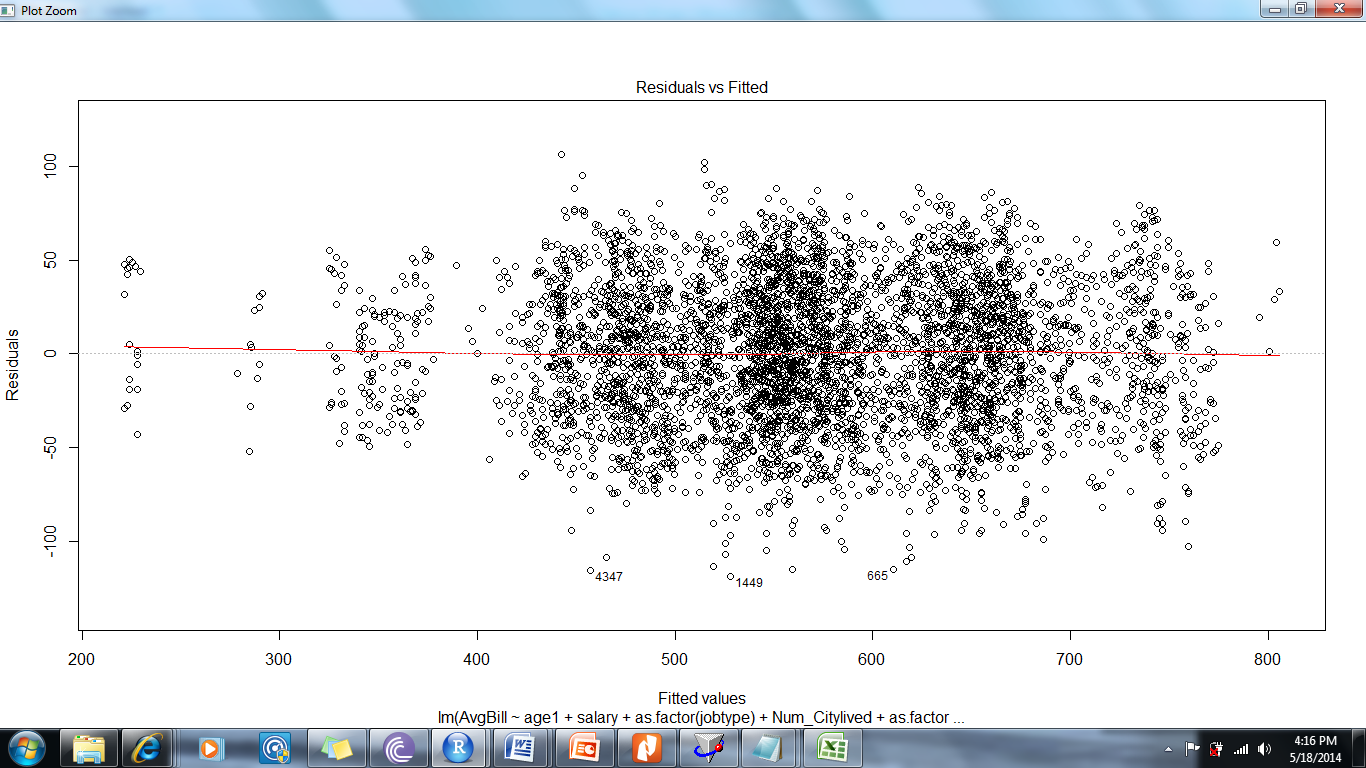 Plot Zoom
Residuals vs Fitted
Residuals
100
50
0
-50
-100
4347
1449
665
200
300
400
500
600
700
800
Fitted values
lm(AvgBill ~ age1 + salary + as.factor(jobtype) + Num_Citylived + as.factor ...
4:16 PM
5/18/2014